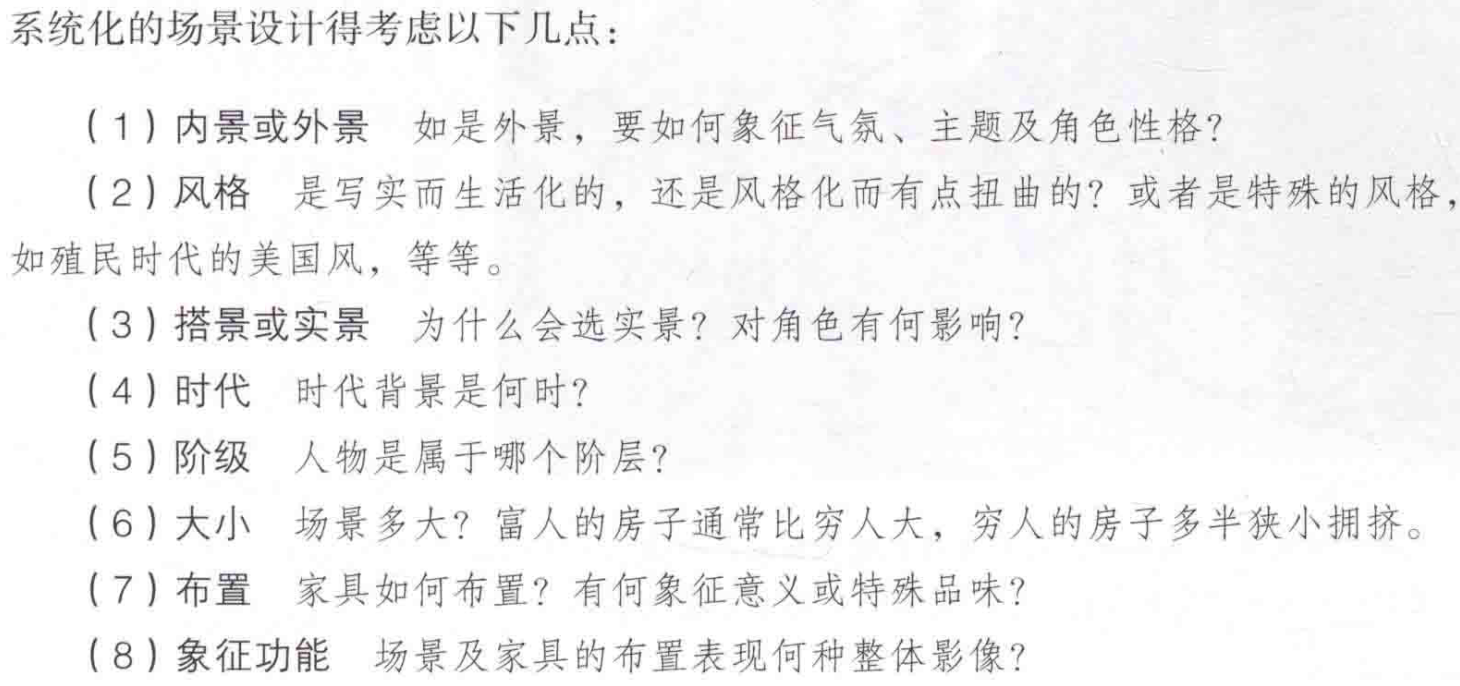 系统化的场景设计得考虑以下几点：
（1）内景或外景 如是外景，要如何象征气氛、主题及角色性格？
（2）风格 是写实而生活化的，还是风格化而有点扭曲的？或者是特殊的风格，
如殖民时代的美国风，等等。
（3）搭景或实景 为什么会选实景？对角色有何影响？
（4）时代 时代背景是何时？
（5）阶级 人物是属于哪个阶层？
（6）大小 场景多大？富人的房子通常比穷人大，穷人的房子多半狭小拥挤。
（7）布置 家具如何布置？有何象征意义或特殊品味？
（8）象征功能 场景及家具的布置表现何种整体影像？